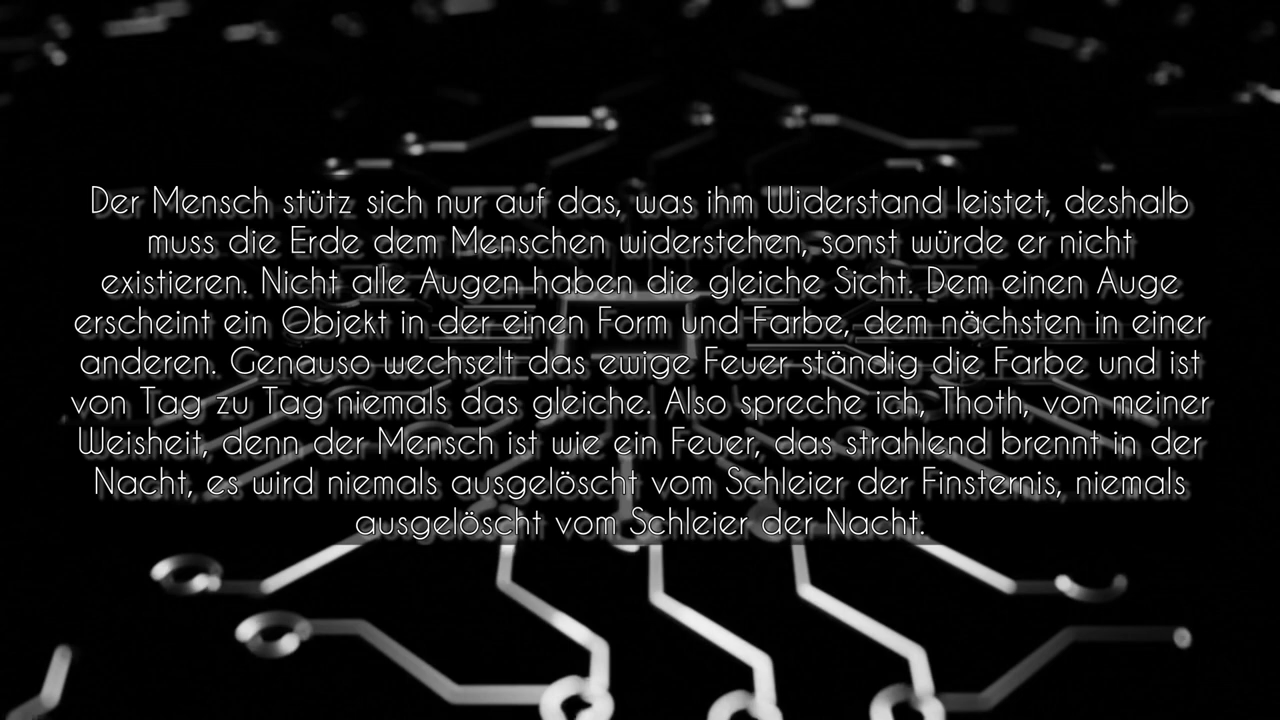 Der Mensch stütz sich nur auf das, was ihm Widerstand leistet, deshalb
muss die Erde dem Menschen widerstehen, sonst würde er nicht
existieren. Nicht alle Augen haben die gleiche Sicht. Dem einen Auge
erscheint ein Objekt in der einen Form und Farbe, dem nächsten in einer
anderen. Genauso wechselt das ewige Feuer ständig die Farbe und ist
von Tag zu Tag niemals das gleiche. Also spreche ich, Thoth, von meiner
Weisheit, denn der Mensch ist wie ein Feuer, das strahlend brennt in der
Nacht, es wird niemals ausgelöscht vom Schleier der Finsternis, niemals
ausgelöscht vom Schleier der Nacht.